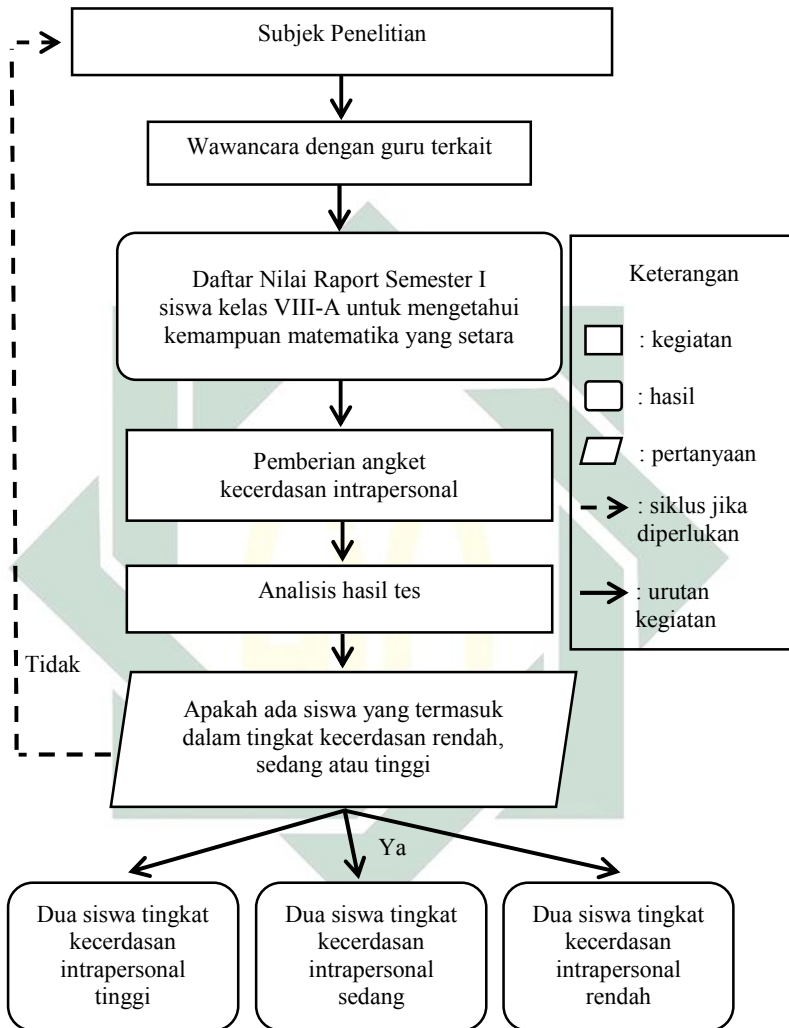 Subjek Penelitian
Wawancara dengan guru terkait
Daftar Nilai Raport Semester I
siswa kelas VIII-A untuk mengetahui
kemampuan matematika yang setara
Pemberian angket
kecerdasan intrapersonal
Analisis hasil tes
Tidak
Apakah ada siswa yang termasuk
dalam tingkat kecerdasan rendah,
sedang atau tinggi
Ya
Dua siswa tingkat
kecerdasan
intrapersonal
tinggi
Dua siswa tingkat
kecerdasan
intrapersonal
sedang
Dua siswa tingkat
kecerdasan
intrapersonal
rendah
Keterangan
: kegiatan
: hasil
: pertanyaan
: siklus jika
diperlukan
: urutan
kegiatan